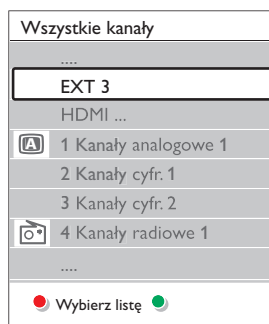 Wszystkie kanały
....
EXT 3
HDMI ...
A 1 Kanały analogowe 1
2 Kanały cyfr. 1
3 Kanały cyfr. 2
4 Kanały radiowe 1
....
Wybierz listę